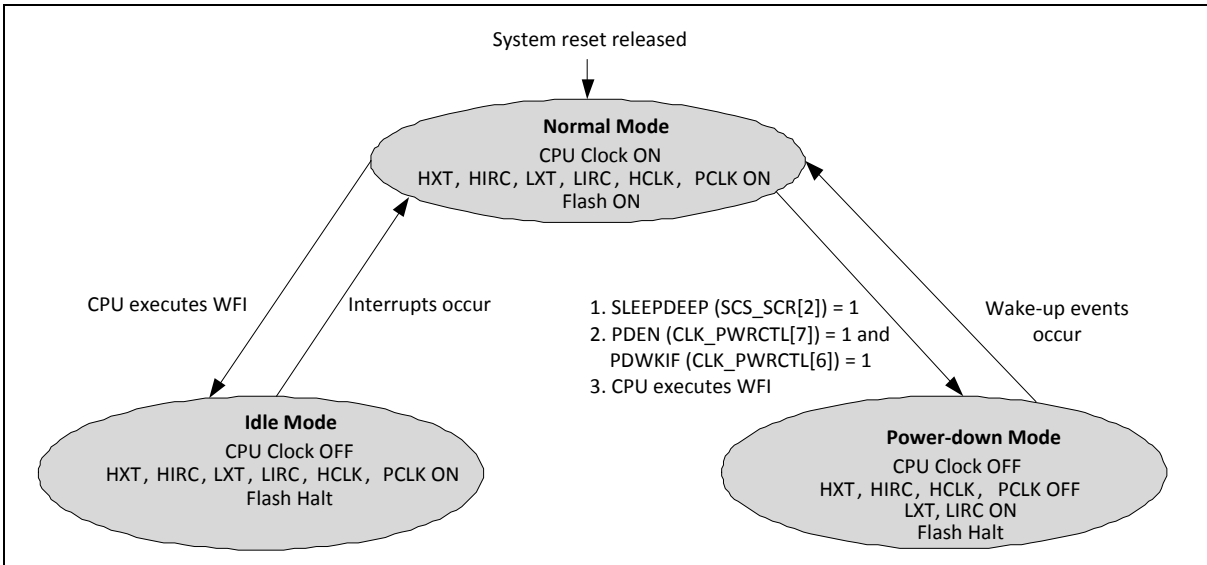 System reset released
Normal Mode
CPU Clock ON
HXT, HIRC, LXT, LIRC, HCLK, PCLK ON
Flash ON
CPU executes WFI
Interrupts occur
1. SLEEPDEEP (SCS_SCR[2]) = 1
2. PDEN (CLK_PWRCTL[7]) = 1 and
PDWKIF (CLK_PWRCTL[6]) = 1
3. CPU executes WFI
Wake-up events
occur
Idle Mode
CPU Clock OFF
HXT, HIRC, LXT, LIRC, HCLK, PCLK ON
Flash Halt
Power-down Mode
CPU Clock OFF
HXT, HIRC, HCLK, PCLK OFF
LXT, LIRC ON
Flash Halt